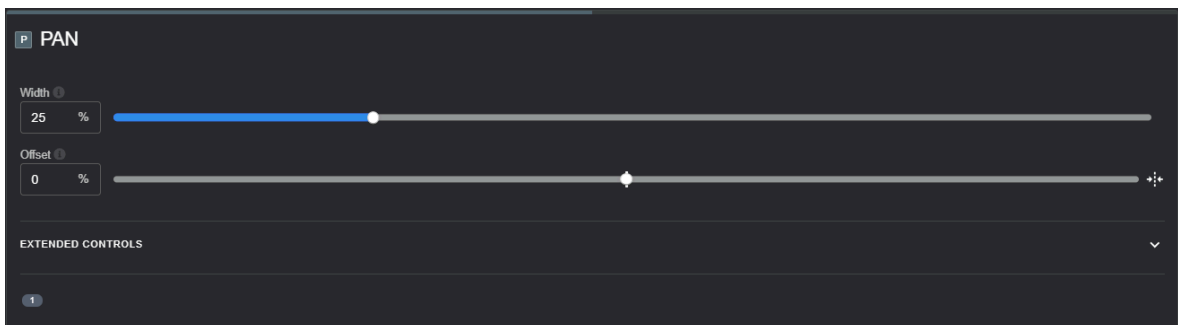 P PAN
Width
25 %
Offset
0 %
EXTENDED CONTROLS
1